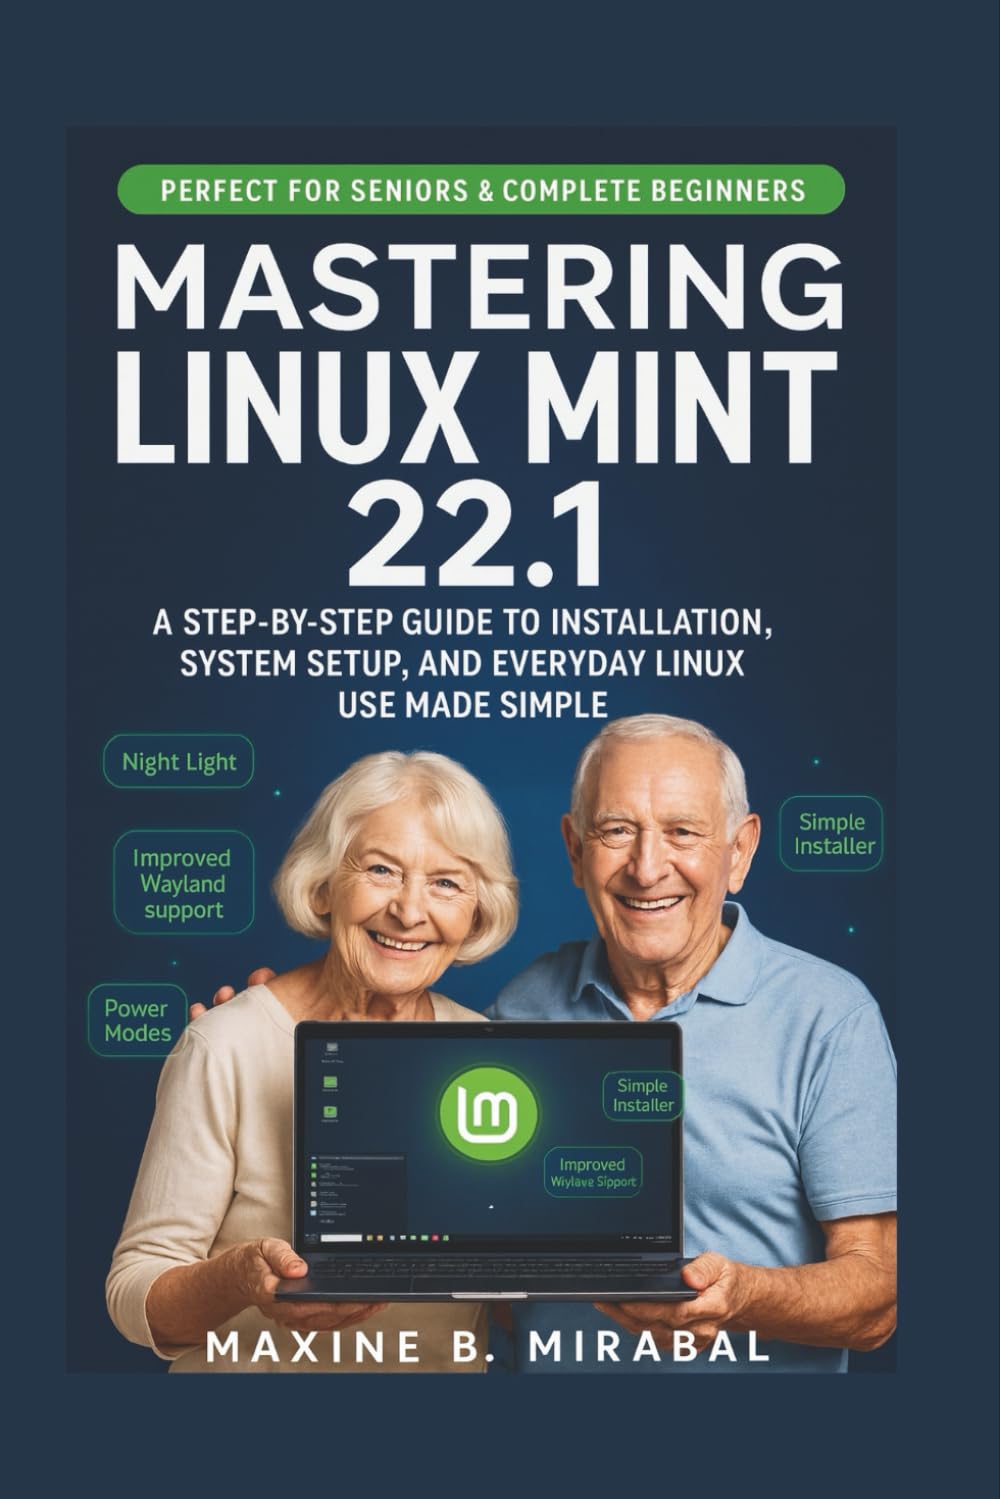 PERFECT FOR SENIORS & COMPLETE BEGINNERS
MASTERING
LINUX MINT
22.1
A STEP-BY-STEP GUIDE TO INSTALLATION,
SYSTEM SETUP, AND EVERYDAY LINUX
USE MADE SIMPLE
Night Light
Improved
Wayland
support
Power
Modes
Simple
Installer
Simple
Installer
Improved
Wiylave Sipport
MAXINE B. MIRABAL